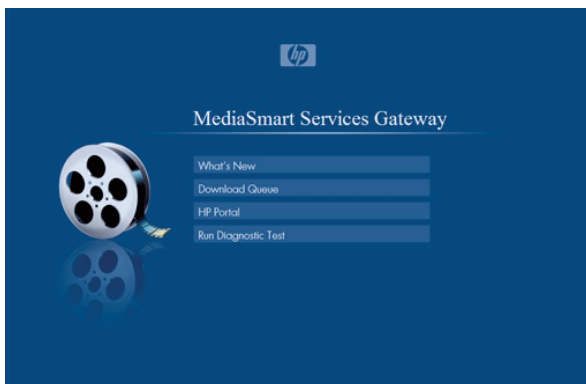 hp
MediaSmart Services Gateway
What's New
Download Queue
HP Portal
Run Diagnostic Test